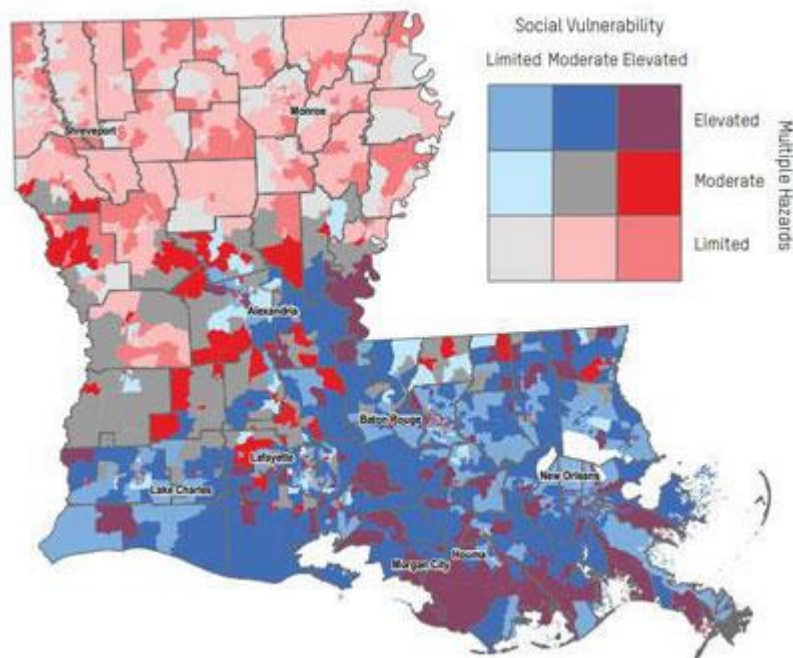 Social Vulnerability
Limited Moderate Elevated
Elevated
Moderate
Limited
Multiple Hazards
Shreveport
Monroe
Alexandria
Baton Rouge
Lafayette
Lake Charles
New Orleans
Houma
Morgan City